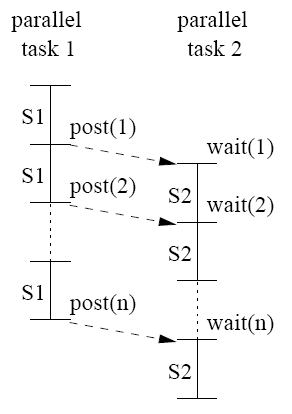 parallel
task 1
parallel
task 2
S1
post(1)
wait(1)
S1
post(2)
S2
wait(2)
S2
S1
post(n)
wait(n)
S2